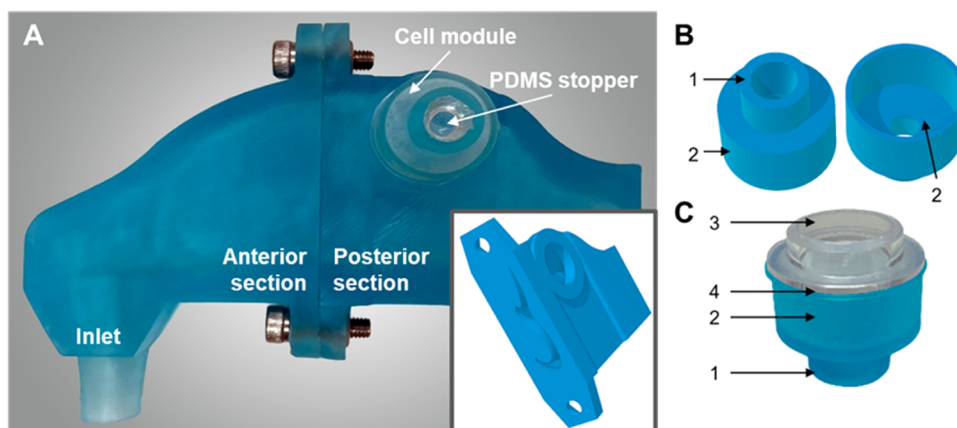 A
Cell module
PDMS stopper
Anterior
section
Posterior
section
Inlet
B
1
2
2
C
3
4
2
1